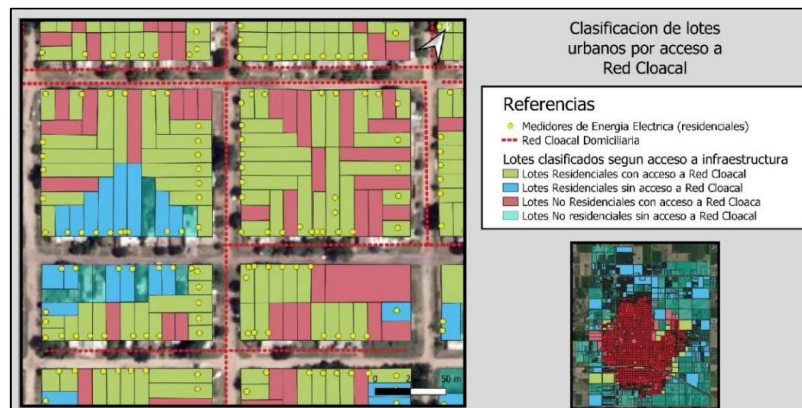 Clasificacion de lotes
urbanos por acceso a
Red Cloacal
Referencias
Medidores de Energia Electrica (residenciales)
Red Cloacal Domiciliaria
Lotes clasificados segun acceso a infraestructura
Lotes Residenciales con acceso a Red Cloacal
Lotes Residenciales sin acceso a Red Cloacal
Lotes No Residenciales con acceso a Red Cloaca
Lotes No residenciales sin acceso a Red Cloacal
0 50 m